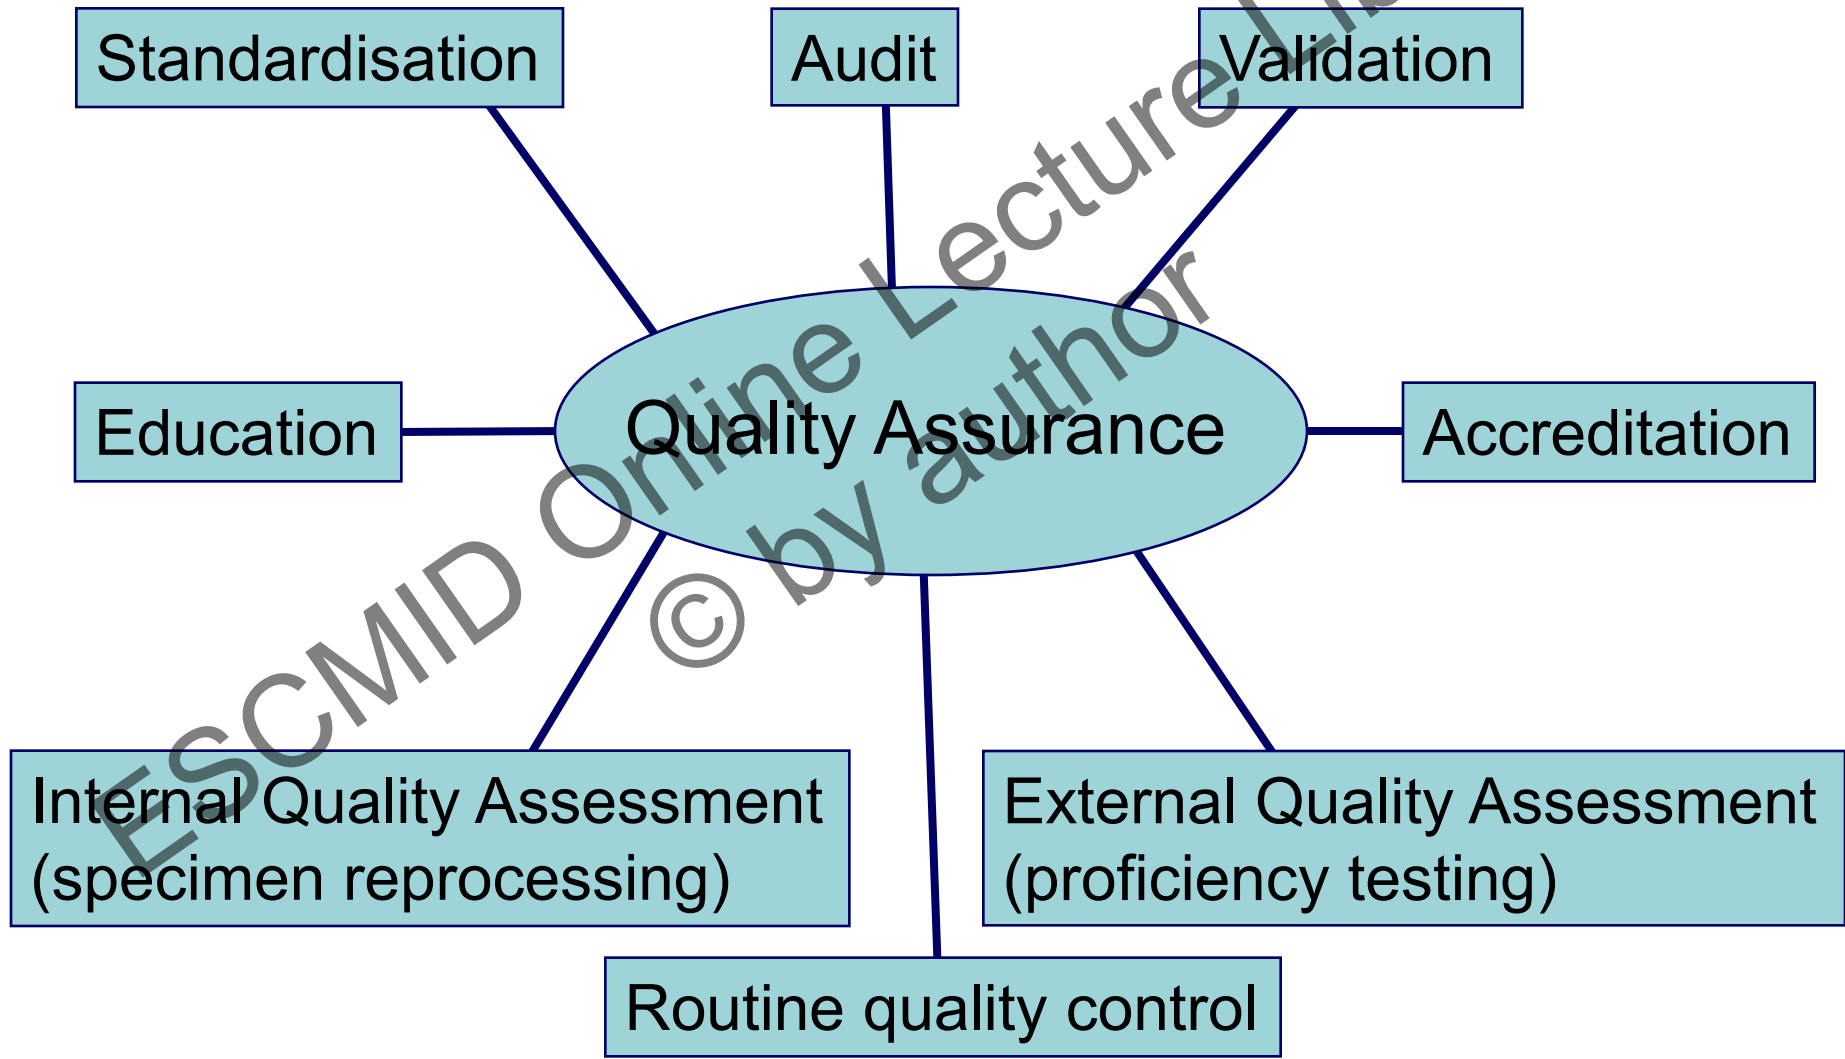 Standardisation
Audit
Validation
Education
Quality Assurance
Accreditation
Internal Quality Assessment
(specimen reprocessing)
External Quality Assessment
(proficiency testing)
Routine quality control
ESCMID Online Lecture
© by author